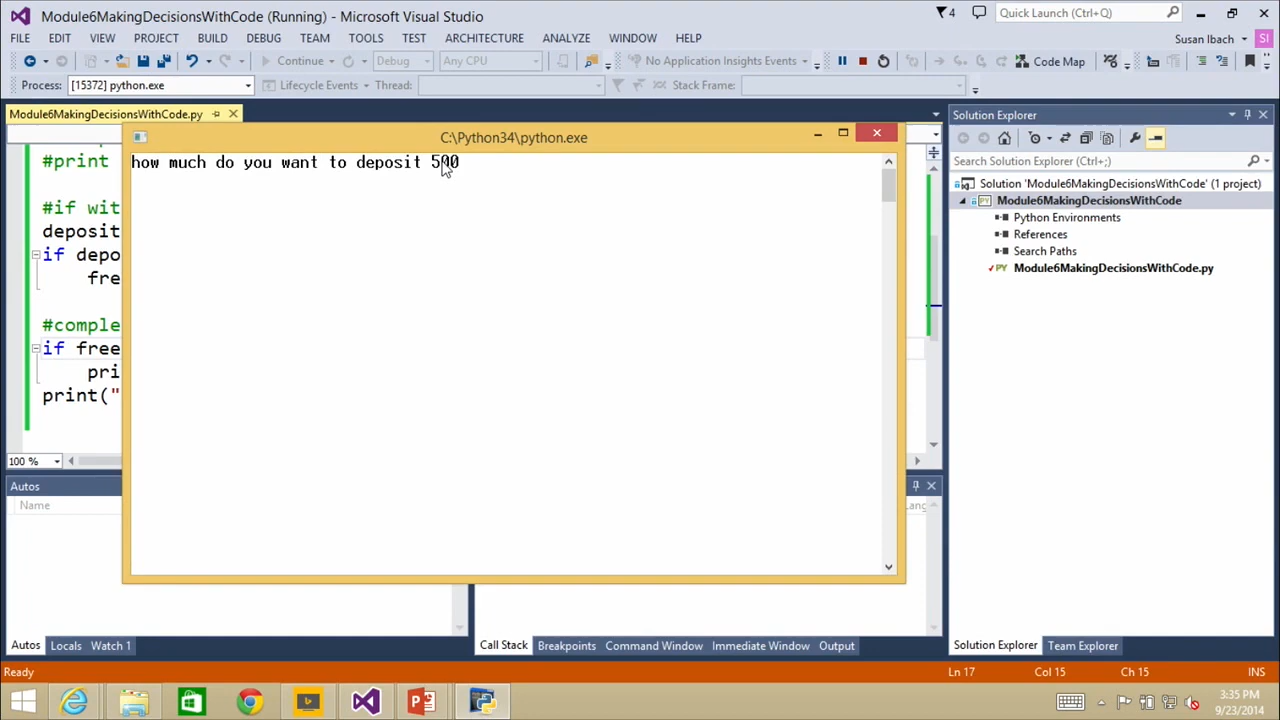 Module6MakingDecisionsWithCode (Running) - Microsoft Visual Studio
4
Quick Launch (Ctrl+Q)
FILE EDIT VIEW PROJECT BUILD DEBUG TEAM TOOLS TEST ARCHITECTURE ANALYZE WINDOW HELP
Susan Ibach SI
Continue Debug Any CPU No Application Insights Events Code Map
Process: [15372] python.exe Lifecycle Events Thread: Stack Frame:
Module6MakingDecisionsWithCode.py
C:\Python34\python.exe
how much do you want to deposit 500
#print
#if wit
deposit
if depo
fre
#comple
if free
pri
print("
100 %
Solution Explorer
Search Solution Explorer (Ctrl+;)
Solution 'Module6MakingDecisionsWithCode' (1 project)
Module6MakingDecisionsWithCode
Python Environments
References
Search Paths
PY Module6MakingDecisionsWithCode.py
Autos
Name
Lang
Autos Locals Watch 1
Call Stack Breakpoints Command Window Immediate Window Output
Solution Explorer Team Explorer
Ready Ln 17 Col 15 Ch 15 INS
3:35 PM
9/23/2014